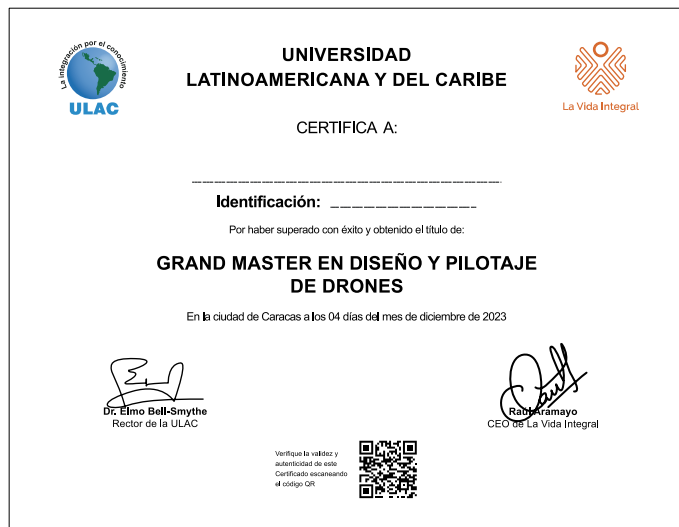 La integración por el conocimiento
ULAC
UNIVERSIDAD
LATINOAMERICANA Y DEL CARIBE
La Vida Integral
CERTIFICA A:
Identificación:
Por haber superado con éxito y obtenido el título de:
GRAND MASTER EN DISEÑO Y PILOTAJE
DE DRONES
En la ciudad de Caracas a los 04 días del mes de diciembre de 2023
Dr. Elmo Bell-Smythe
Rector de la ULAC
Raúl Aramayo
CEO de La Vida Integral
Verifique la validez y
autenticidad de este
Certificado escaneando
el código QR